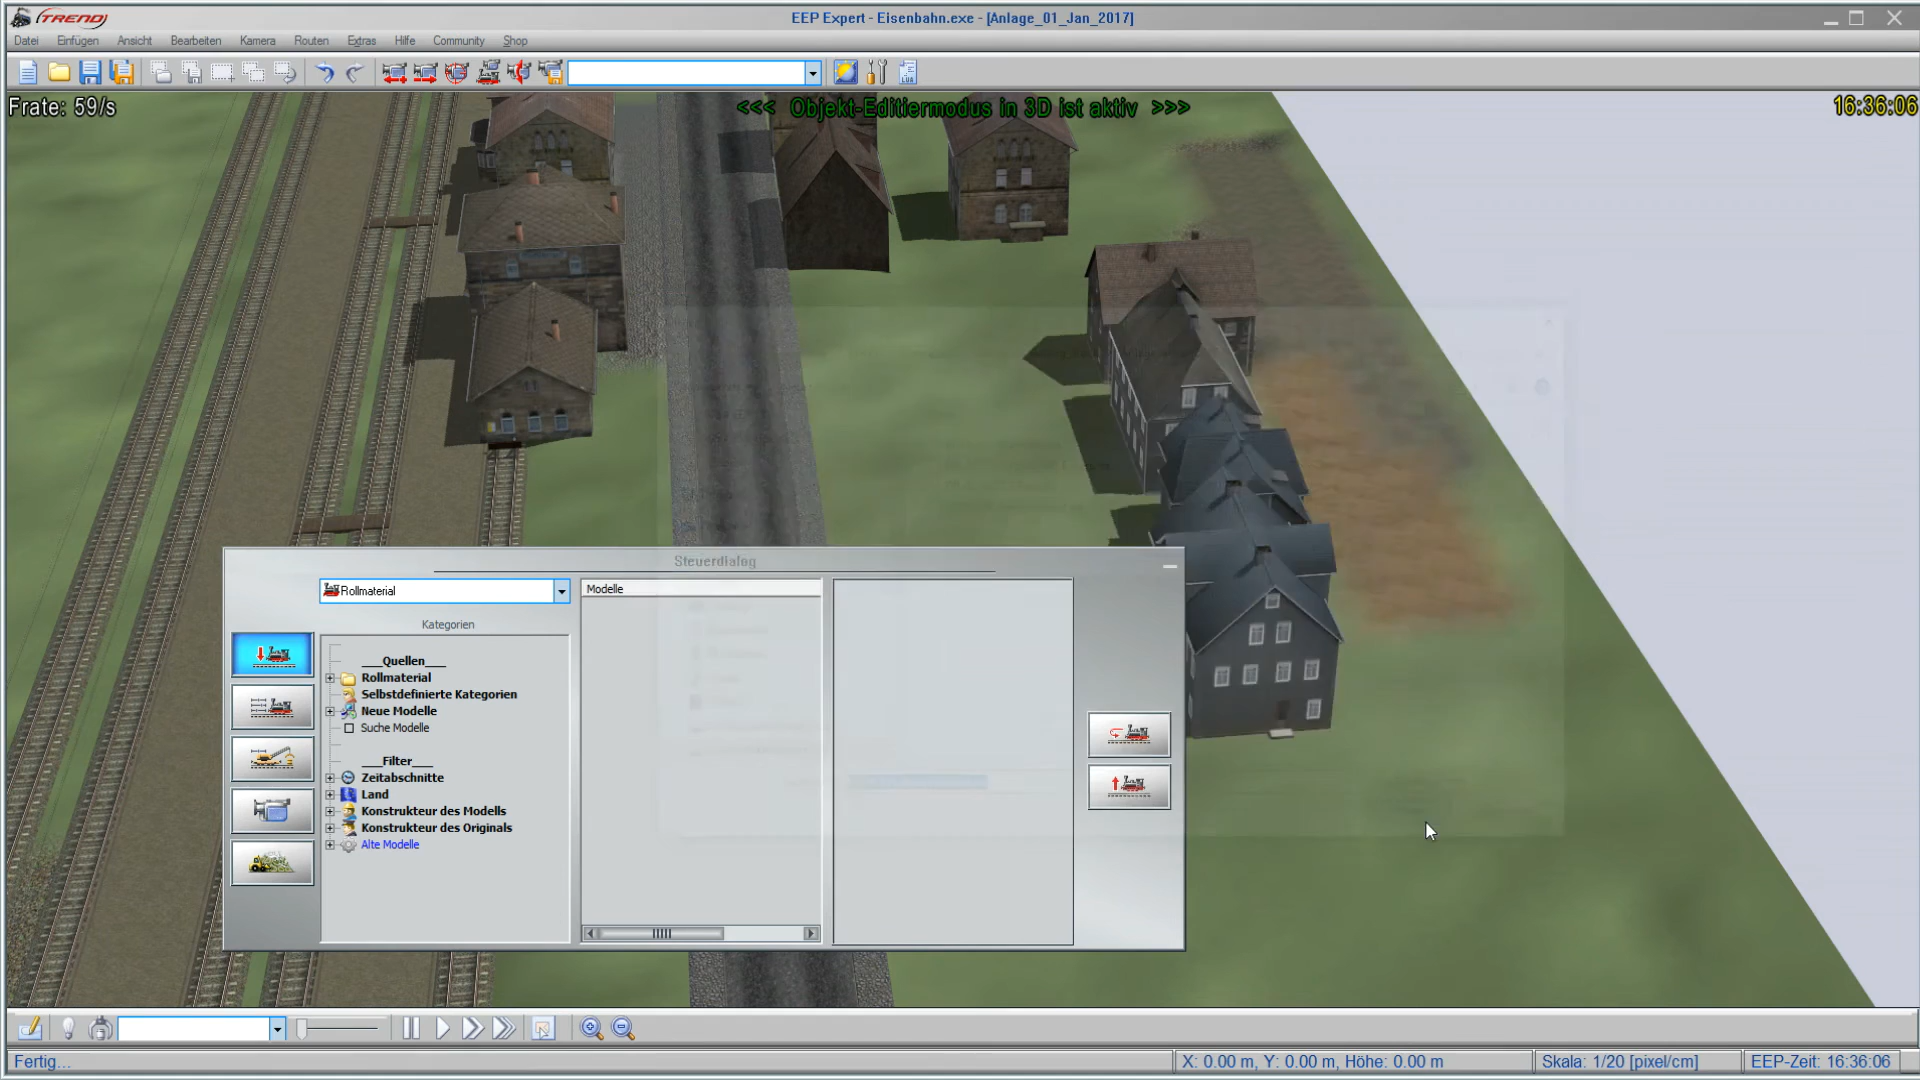 TREND
EEP Expert - Eisenbahn.exe - [Anlage_01_Jan_2017]
Datei Einfügen Ansicht Bearbeiten Kamera Routen Extras Hilfe Community Shop
LUA
Frate: 59/s
<<< Objekt-Editiermodus in 3D ist aktiv >>>
16:36:06
Steuerdialog
Rollmaterial
Modelle
Kategorien
___Quellen___
Rollmaterial
Selbstdefinierte Kategorien
Neue Modelle
Suche Modelle
___Filter___
Zeitabschnitte
Land
Konstrukteur des Modells
Konstrukteur des Originals
Alte Modelle
Fertig...
X: 0.00 m, Y: 0.00 m, Höhe: 0.00 m
Skala: 1/20 [pixel/cm]
EEP-Zeit: 16:36:06